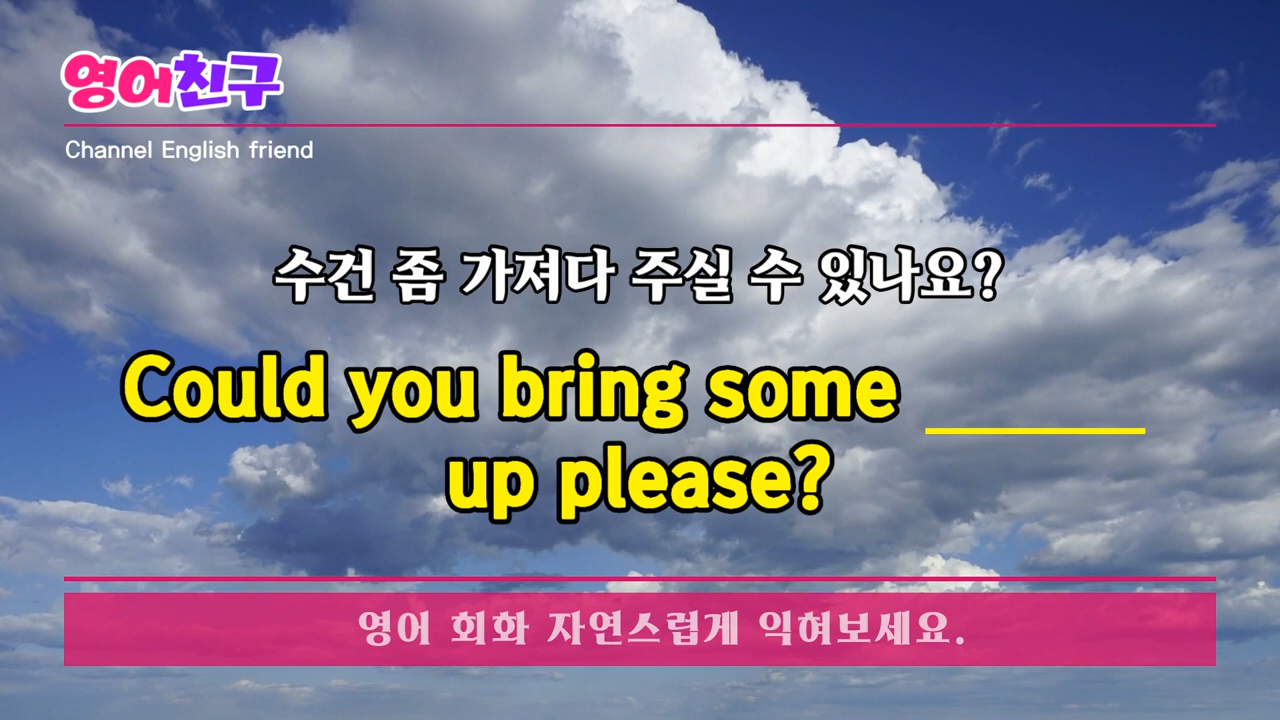 영어친구
Channel English friend
수건 좀 가져다 주실 수 있나요?
Could you bring some ______
up please?
영어 회화 자연스럽게 익혀보세요.